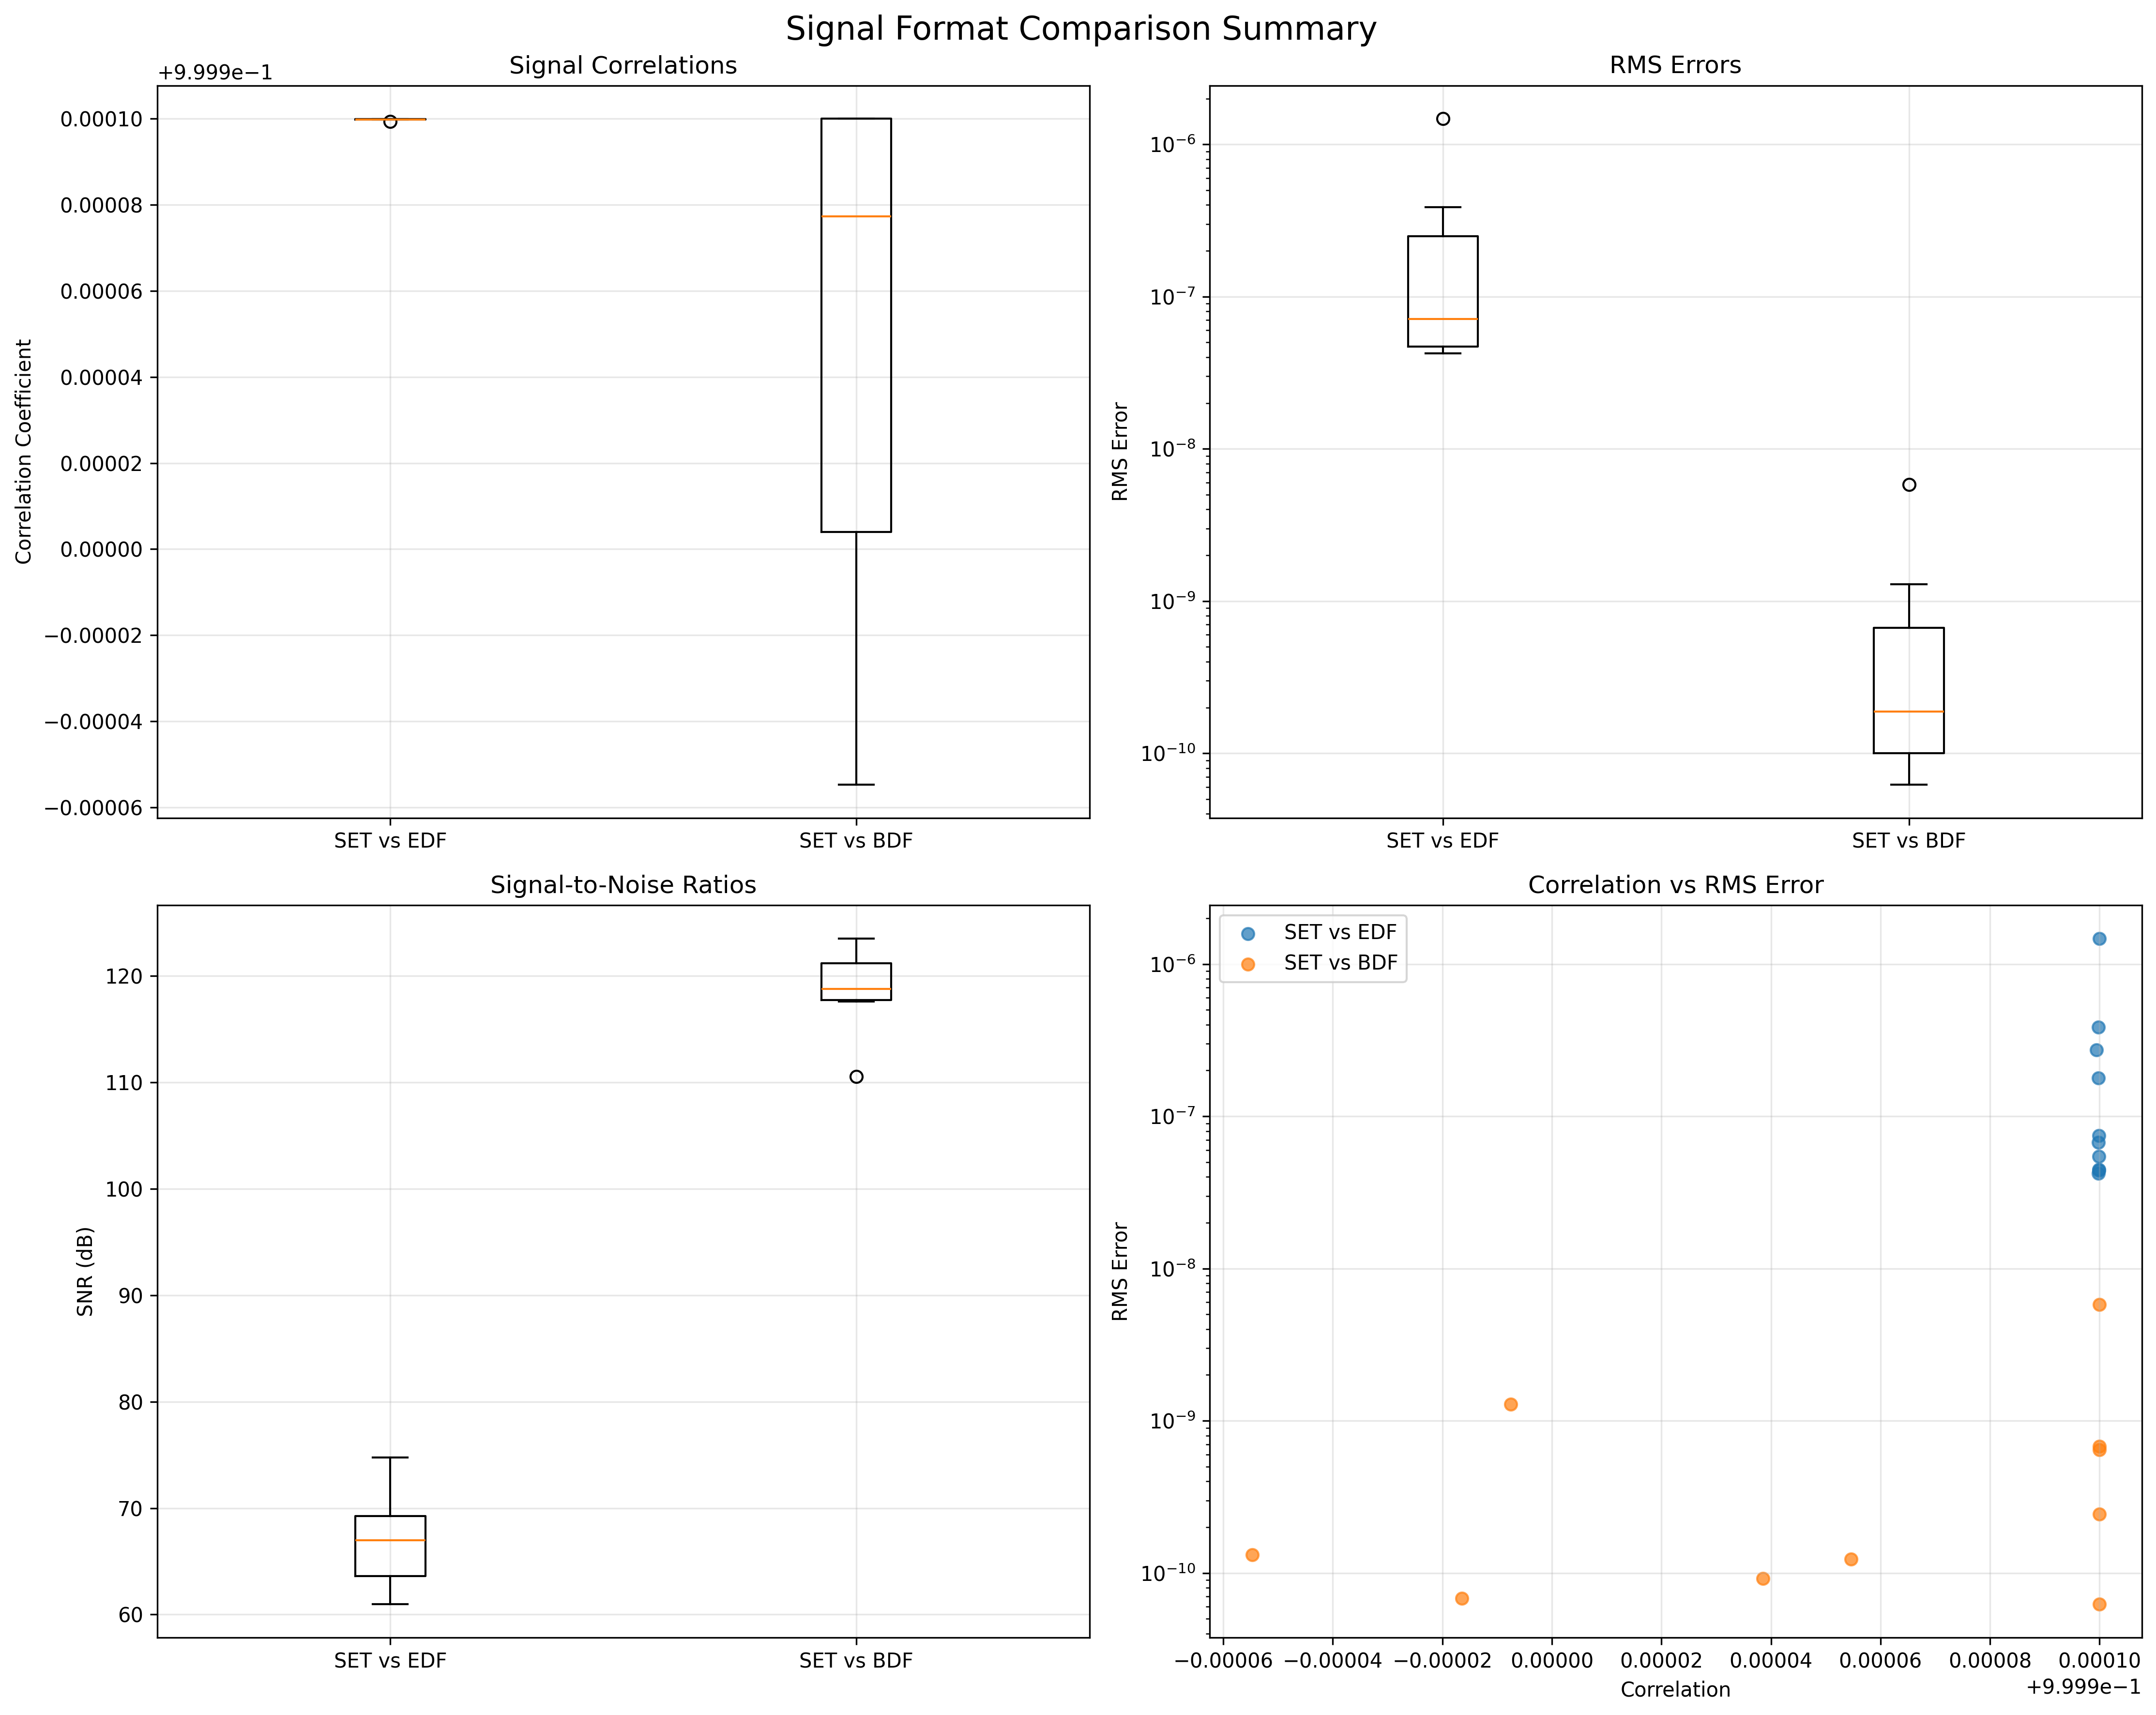 Signal Format Comparison Summary
Signal Correlations
+9.999e−1
0.00010
0.00008
0.00006
0.00004
0.00002
0.00000
−0.00002
−0.00004
−0.00006
Correlation Coefficient
SET vs EDF
SET vs BDF
RMS Errors
10⁻⁶
10⁻⁷
10⁻⁸
10⁻⁹
10⁻¹⁰
RMS Error
SET vs EDF
SET vs BDF
Signal-to-Noise Ratios
120
110
100
90
80
70
60
SNR (dB)
SET vs EDF
SET vs BDF
Correlation vs RMS Error
SET vs EDF
SET vs BDF
10⁻⁶
10⁻⁷
10⁻⁸
10⁻⁹
10⁻¹⁰
RMS Error
−0.00006 −0.00004 −0.00002 0.00000 0.00002 0.00004 0.00006 0.00008 0.00010
+9.999e−1
Correlation